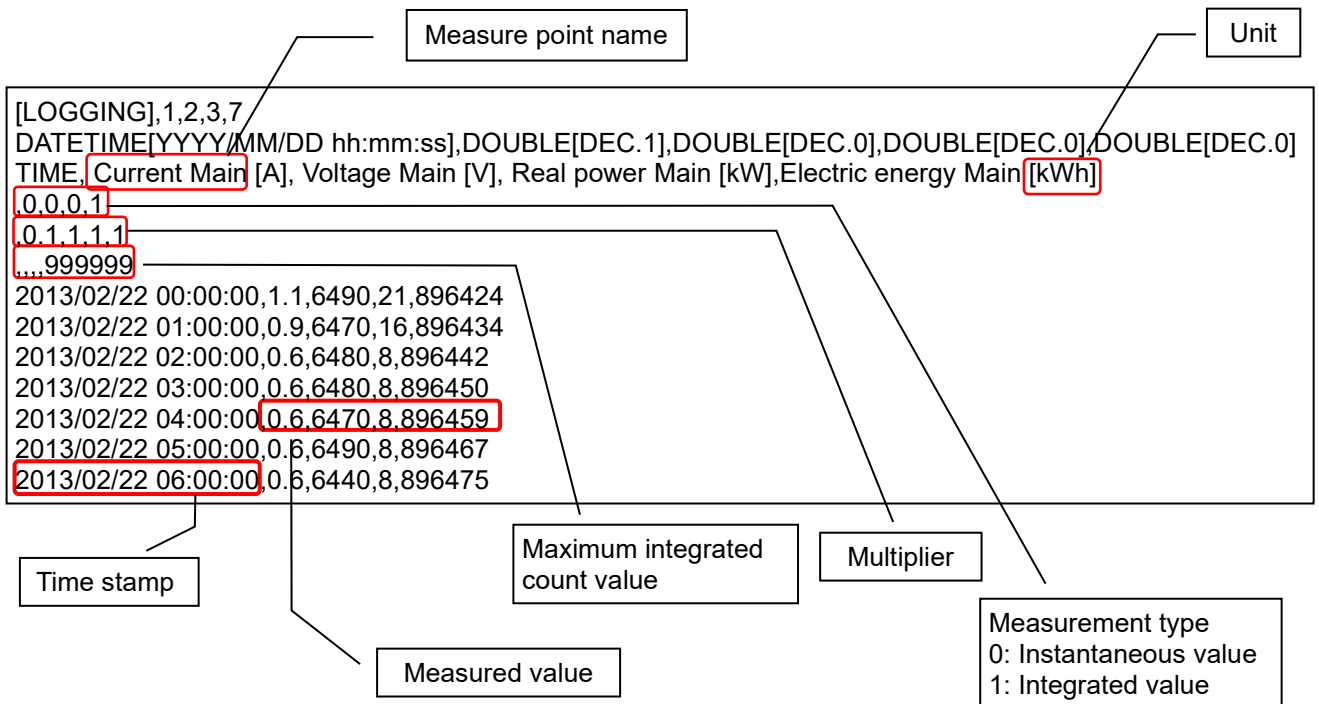 Measure point name
Unit
[LOGGING],1,2,3,7
DATETIME[YYYY/MM/DD hh:mm:ss],DOUBLE[DEC.1],DOUBLE[DEC.0],DOUBLE[DEC.0],DOUBLE[DEC.0]
TIME, Current Main [A], Voltage Main [V], Real power Main [kW],Electric energy Main [kWh]
,0,0,0,1
,0.1,1,1,1
,,,,999999
2013/02/22 00:00:00,1.1,6490,21,896424
2013/02/22 01:00:00,0.9,6470,16,896434
2013/02/22 02:00:00,0.6,6480,8,896442
2013/02/22 03:00:00,0.6,6480,8,896450
2013/02/22 04:00:00,0.6,6470,8,896459
2013/02/22 05:00:00,0.6,6490,8,896467
2013/02/22 06:00:00,0.6,6440,8,896475
Time stamp
Maximum integrated
count value
Multiplier
Measured value
Measurement type
0: Instantaneous value
1: Integrated value